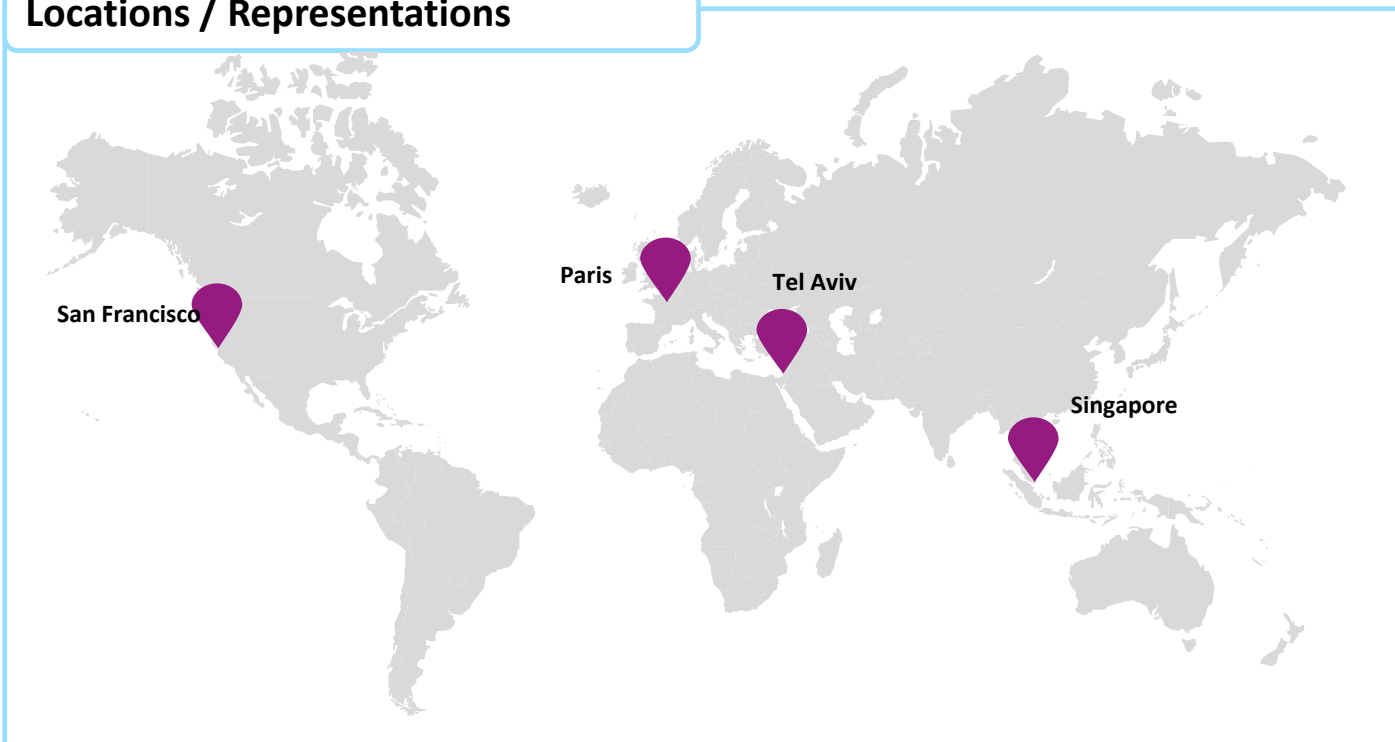 Locations / Representations
Paris
Tel Aviv
San Francisco
Singapore